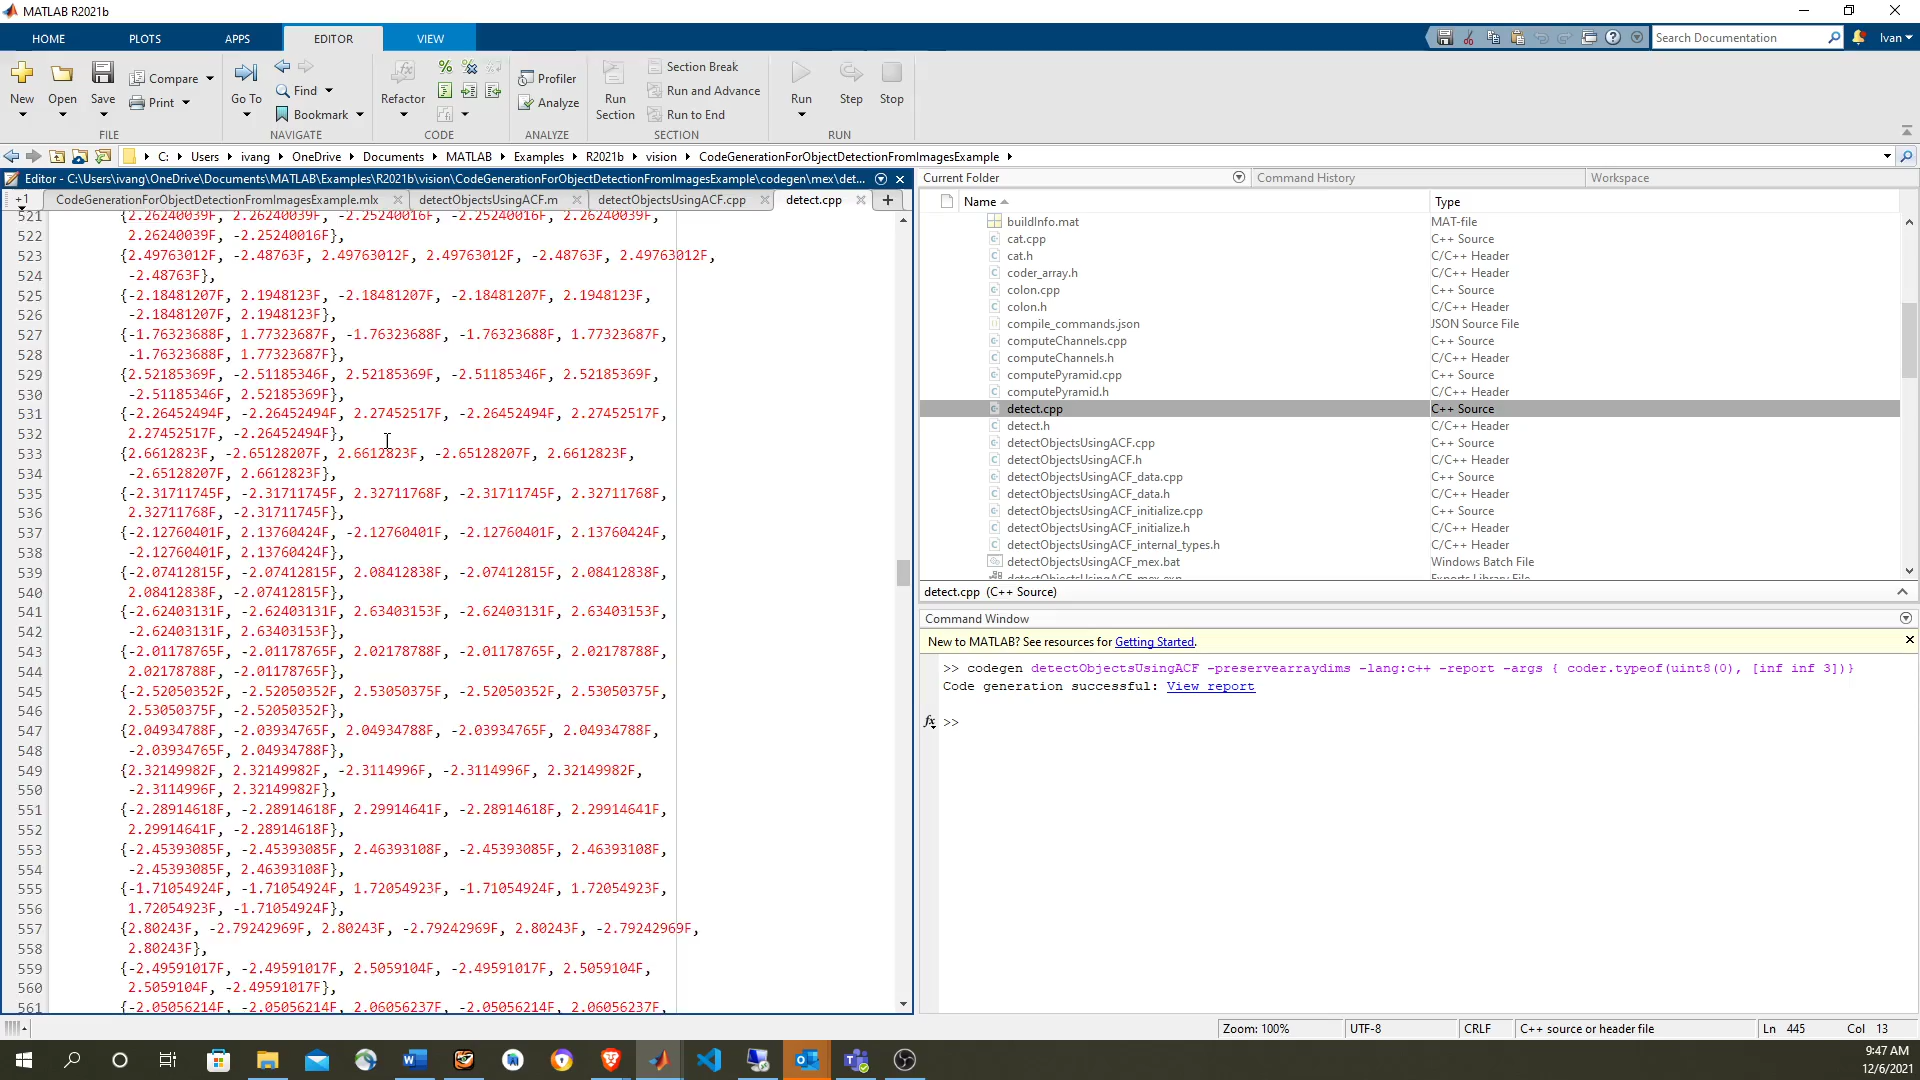 MATLAB R2021b
HOME PLOTS APPS EDITOR VIEW
Search Documentation Ivan
New Open Save Compare Print
Go To Find Bookmark
Refactor Profiler Analyze
Run Section Section Break Run and Advance Run to End
Run Step Stop
FILE NAVIGATE CODE ANALYZE SECTION RUN
C: Users ivang OneDrive Documents MATLAB Examples R2021b vision CodeGenerationForObjectDetectionFromImagesExample
Editor - C:\Users\ivang\OneDrive\Documents\MATLAB\Examples\R2021b\vision\CodeGenerationForObjectDetectionFromImagesExample\codegen\mex\det...
+1 CodeGenerationForObjectDetectionFromImagesExample.mlx detectObjectsUsingACF.m detectObjectsUsingACF.cpp detect.cpp
521 {2.26240039F, 2.26240039F, -2.25240016F, -2.25240016F, 2.26240039F,
522 2.26240039F, -2.25240016F},
523 {2.49763012F, -2.48763F, 2.49763012F, 2.49763012F, -2.48763F, 2.49763012F,
524 -2.48763F},
525 {-2.18481207F, 2.1948123F, -2.18481207F, -2.18481207F, 2.1948123F,
526 -2.18481207F, 2.1948123F},
527 {-1.76323688F, 1.77323687F, -1.76323688F, -1.76323688F, 1.77323687F,
528 -1.76323688F, 1.77323687F},
529 {2.52185369F, -2.51185346F, 2.52185369F, -2.51185346F, 2.52185369F,
530 -2.51185346F, 2.52185369F},
531 {-2.26452494F, -2.26452494F, 2.27452517F, -2.26452494F, 2.27452517F,
532 2.27452517F, -2.26452494F},
533 {2.6612823F, -2.65128207F, 2.6612823F, -2.65128207F, 2.6612823F,
534 -2.65128207F, 2.6612823F},
535 {-2.31711745F, -2.31711745F, 2.32711768F, -2.31711745F, 2.32711768F,
536 2.32711768F, -2.31711745F},
537 {-2.12760401F, 2.13760424F, -2.12760401F, -2.12760401F, 2.13760424F,
538 -2.12760401F, 2.13760424F},
539 {-2.07412815F, -2.07412815F, 2.08412838F, -2.07412815F, 2.08412838F,
540 2.08412838F, -2.07412815F},
541 {-2.62403131F, -2.62403131F, 2.63403153F, -2.62403131F, 2.63403153F,
542 -2.62403131F, 2.63403153F},
543 {-2.01178765F, -2.01178765F, 2.02178788F, -2.01178765F, 2.02178788F,
544 2.02178788F, -2.01178765F},
545 {-2.52050352F, -2.52050352F, 2.53050375F, -2.52050352F, 2.53050375F,
546 2.53050375F, -2.52050352F},
547 {2.04934788F, -2.03934765F, 2.04934788F, -2.03934765F, 2.04934788F,
548 -2.03934765F, 2.04934788F},
549 {2.32149982F, 2.32149982F, -2.3114996F, -2.3114996F, 2.32149982F,
550 -2.3114996F, 2.32149982F},
551 {-2.28914618F, -2.28914618F, 2.29914641F, -2.28914618F, 2.29914641F,
552 2.29914641F, -2.28914618F},
553 {-2.45393085F, -2.45393085F, 2.46393108F, -2.45393085F, 2.46393108F,
554 -2.45393085F, 2.46393108F},
555 {-1.71054924F, -1.71054924F, 1.72054923F, -1.71054924F, 1.72054923F,
556 1.72054923F, -1.71054924F},
557 {2.80243F, -2.79242969F, 2.80243F, -2.79242969F, 2.80243F, -2.79242969F,
558 2.80243F},
559 {-2.49591017F, -2.49591017F, 2.5059104F, -2.49591017F, 2.5059104F,
560 2.5059104F, -2.49591017F},
561 {-2.05056214F, -2.05056214F, 2.06056237F, -2.05056214F, 2.06056237F,
Current Folder Command History Workspace
Name Type
buildInfo.mat MAT-file
cat.cpp C++ Source
cat.h C/C++ Header
coder_array.h C/C++ Header
colon.cpp C++ Source
colon.h C/C++ Header
compile_commands.json JSON Source File
computeChannels.cpp C++ Source
computeChannels.h C/C++ Header
computePyramid.cpp C++ Source
computePyramid.h C/C++ Header
detect.cpp C++ Source
detect.h C/C++ Header
detectObjectsUsingACF.cpp C++ Source
detectObjectsUsingACF.h C/C++ Header
detectObjectsUsingACF_data.cpp C++ Source
detectObjectsUsingACF_data.h C/C++ Header
detectObjectsUsingACF_initialize.cpp C++ Source
detectObjectsUsingACF_initialize.h C/C++ Header
detectObjectsUsingACF_internal_types.h C/C++ Header
detectObjectsUsingACF_mex.bat Windows Batch File
detectObjectsUsingACF_mex.exp Exports Library File
detect.cpp (C++ Source)
Command Window
New to MATLAB? See resources for Getting Started.
>> codegen detectObjectsUsingACF -preservearraydims -lang:c++ -report -args { coder.typeof(uint8(0), [inf inf 3])}
Code generation successful: View report
fx >>
Zoom: 100% UTF-8 CRLF C++ source or header file Ln 445 Col 13
9:47 AM
12/6/2021